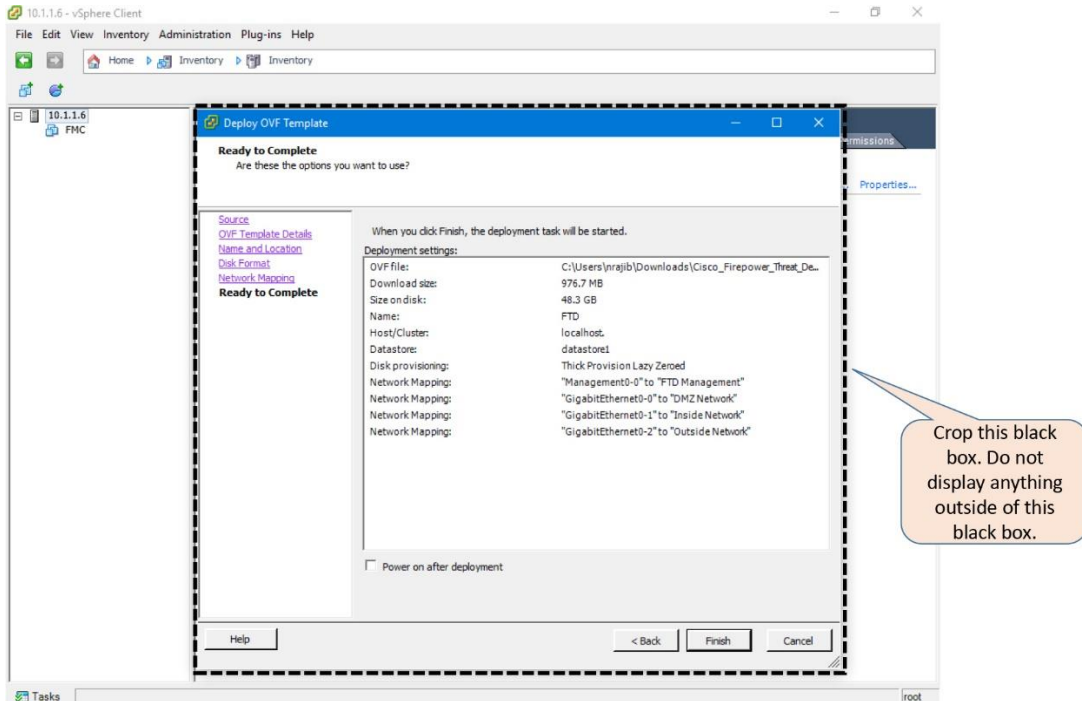 10.1.1.6 - vSphere Client
File Edit View Inventory Administration Plug-ins Help
Home Inventory Inventory
10.1.1.6
FMC
Deploy OVF Template
Ready to Complete
Are these the options you want to use?
Source
OVF Template Details
Name and Location
Disk Format
Network Mapping
Ready to Complete
When you click Finish, the deployment task will be started.
Deployment settings:
OVF file: C:\Users\nrajib\Downloads\Cisco_Firepower_Threat_De...
Download size: 976.7 MB
Size on disk: 48.3 GB
Name: FTD
Host/Cluster: localhost.
Datastore: datastore1
Disk provisioning: Thick Provision Lazy Zeroed
Network Mapping: "Management0-0" to "FTD Management"
Network Mapping: "GigabitEthernet0-0" to "DMZ Network"
Network Mapping: "GigabitEthernet0-1" to "Inside Network"
Network Mapping: "GigabitEthernet0-2" to "Outside Network"
Power on after deployment
Help
< Back Finish Cancel
Properties...
Crop this black
box. Do not
display anything
outside of this
black box.
Tasks
root